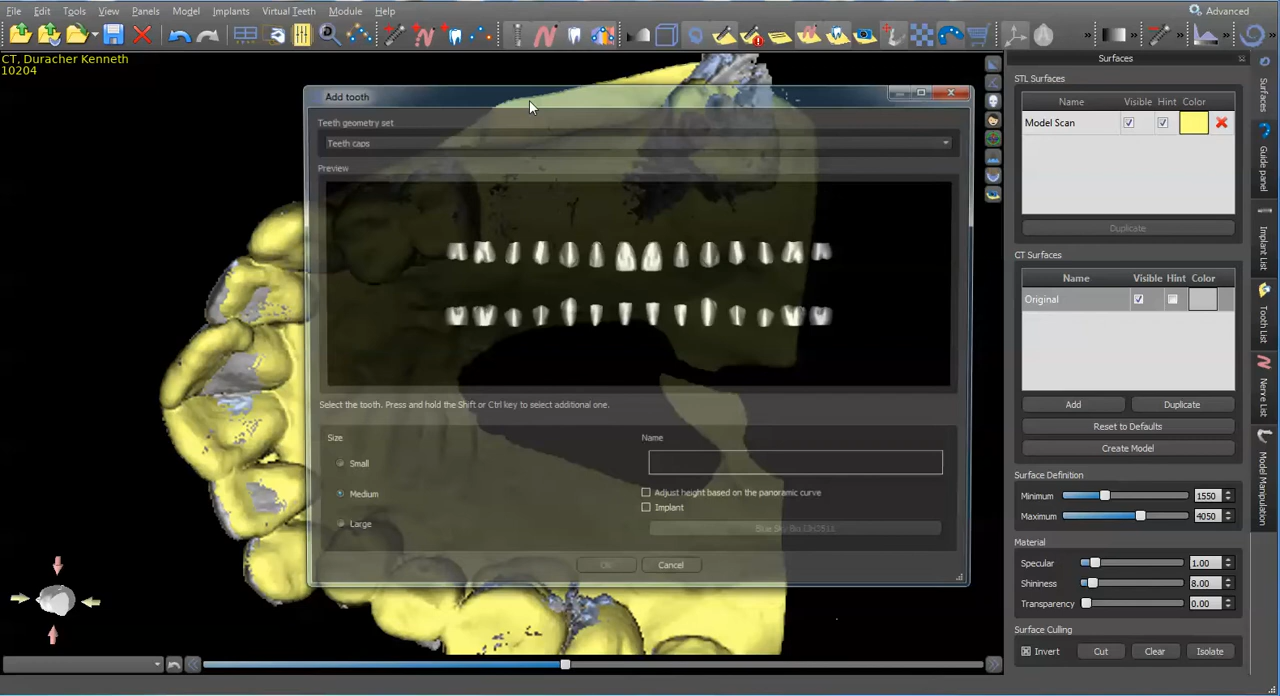 File Edit Tools View Panels Model Implants Virtual Teeth Module Help
Advanced
CT, Duracher Kenneth
10204
Add tooth
Teeth geometry set
Teeth caps
Preview
Select the tooth. Press and hold the Shift or Ctrl key to select additional one.
Size
Small
Medium
Large
Name
Adjust height based on the panoramic curve
Implant
Cancel
Surfaces
STL Surfaces
Name Visible Hint Color
Model Scan
Duplicate
CT Surfaces
Name Visible Hint Color
Original
Add Duplicate
Reset to Defaults
Create Model
Surface Definition
Minimum 1550
Maximum 4050
Material
Specular 1.00
Shininess 8.00
Transparency 0.00
Surface Culling
Invert Cut Clear Isolate
Surfaces
Guide panel
Implant List
Tooth List
Nerve List
Model Manipulation